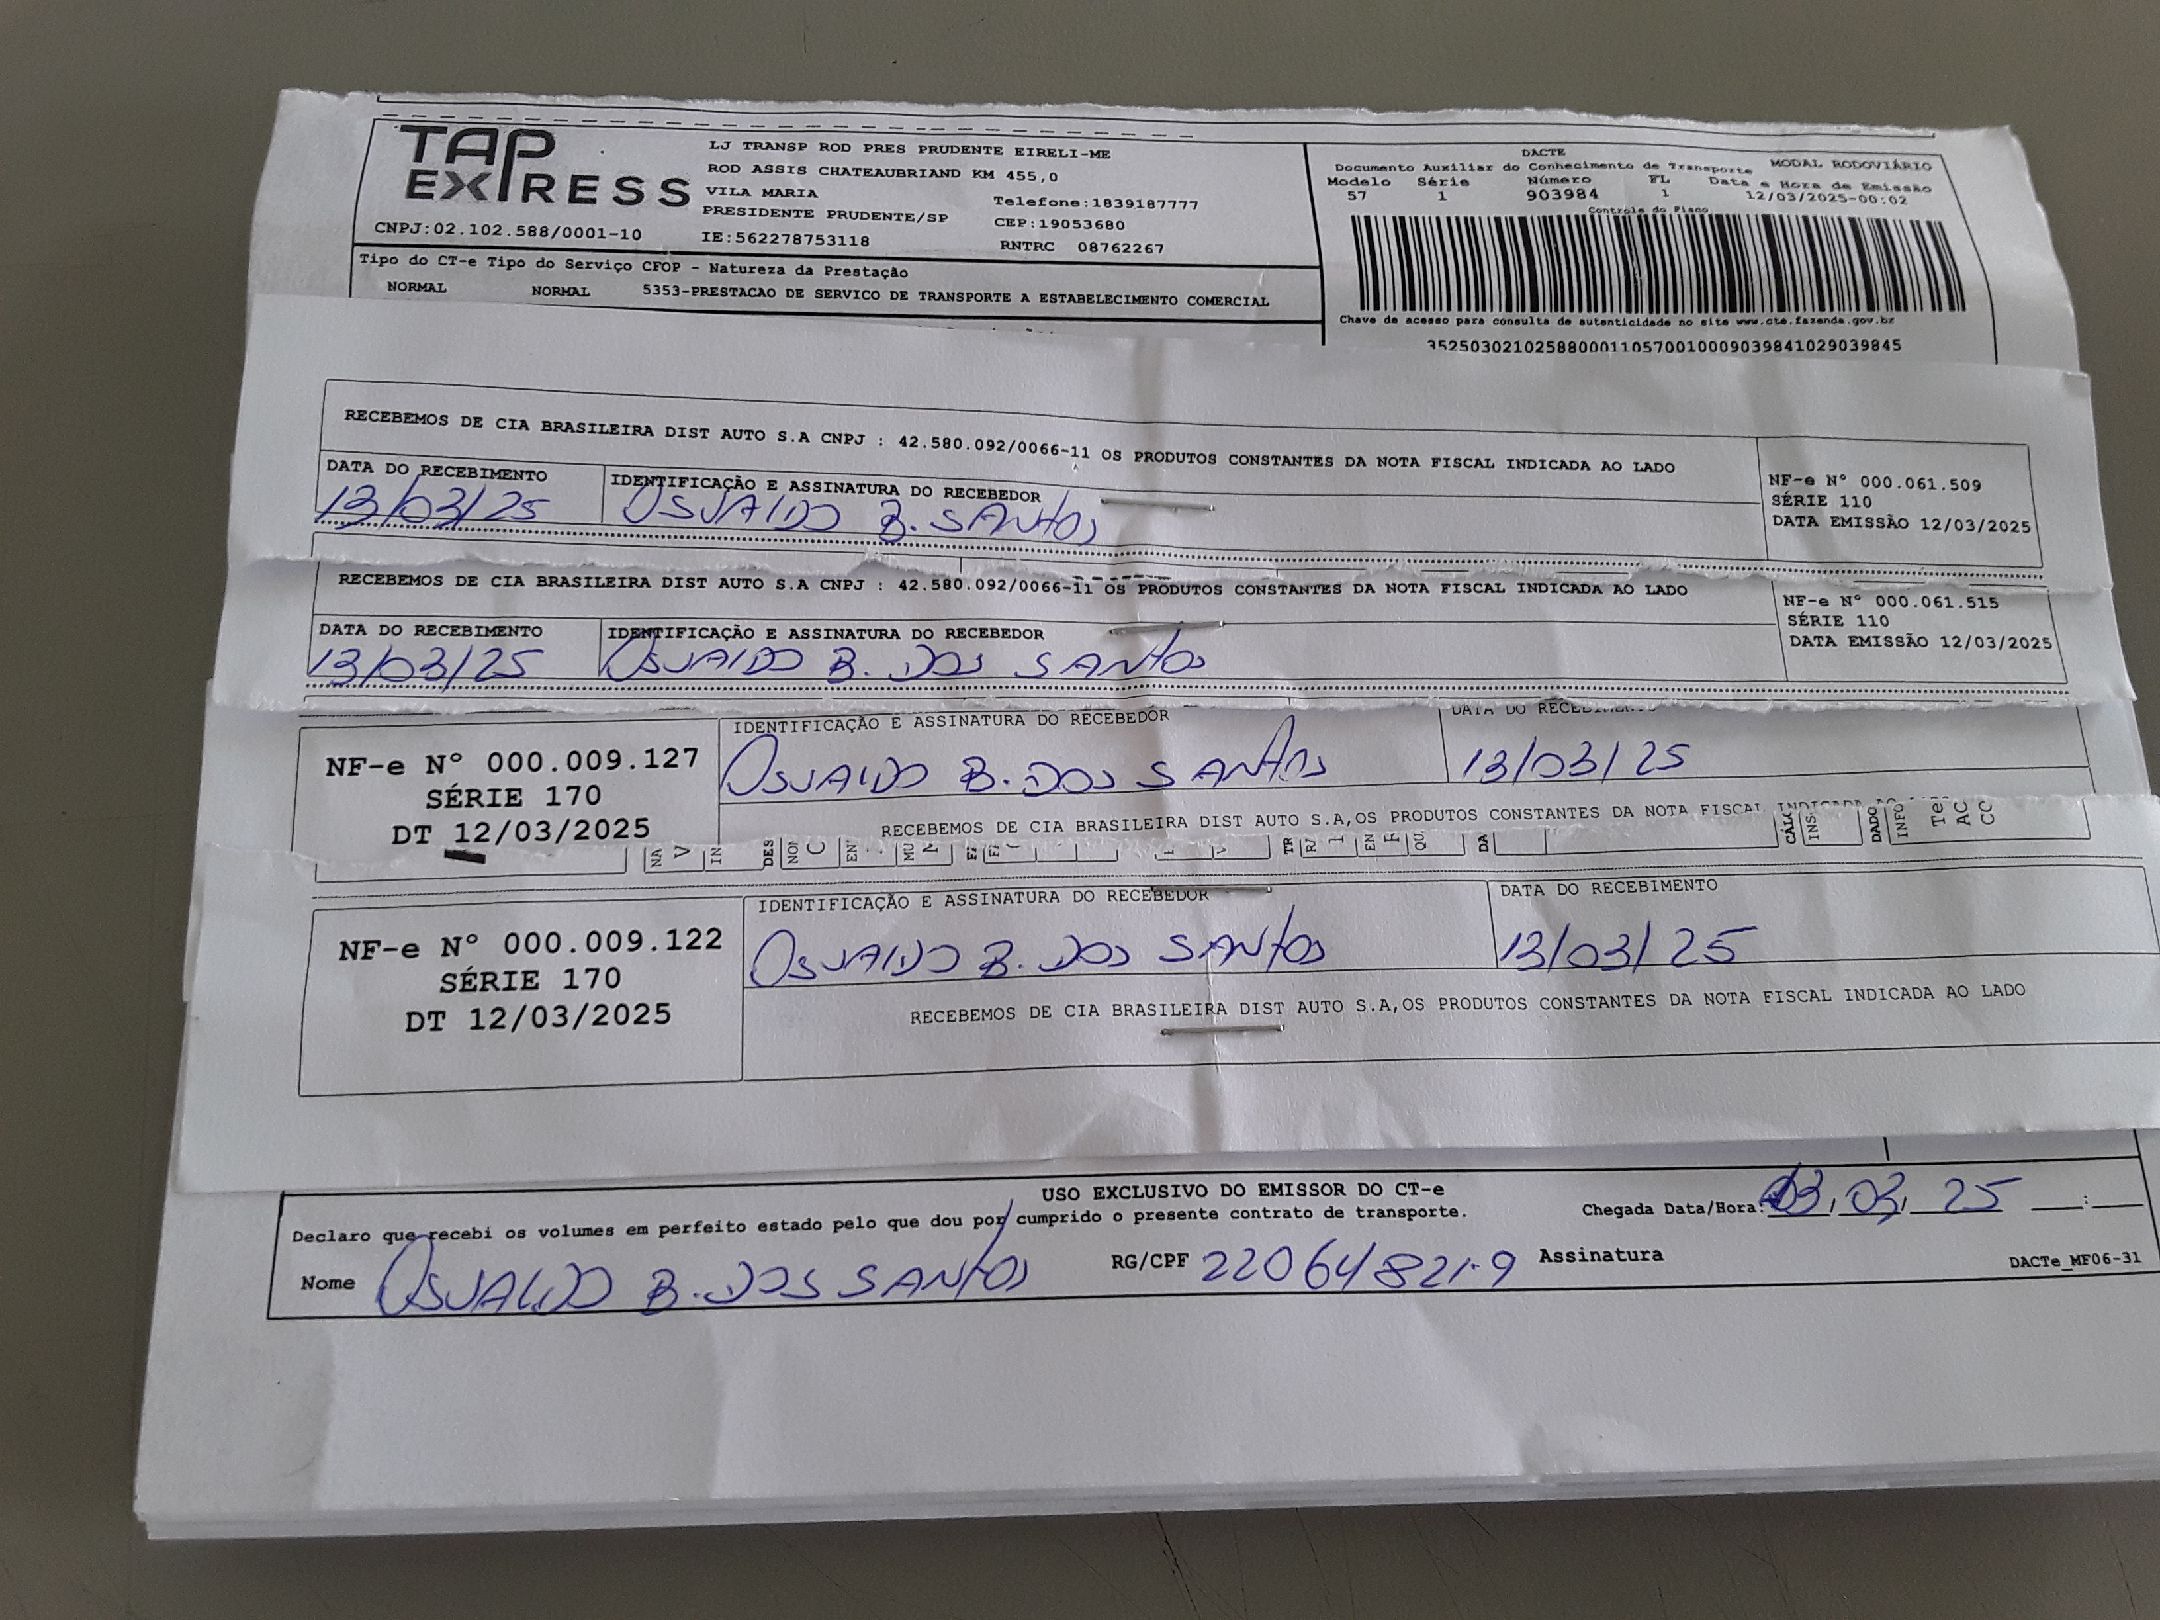 TAP EXPRESS
LJ TRANSP ROD PRES PRUDENTE EIRELI-ME
ROD ASSIS CHATEAUBRIAND KM 455,0
VILA MARIA
Telefone:1839187777
PRESIDENTE PRUDENTE/SP
CEP:19053680
CNPJ:02.102.588/0001-10
IE:562278753118
RNTRC 08762267
DACTE
Documento Auxiliar do Conhecimento de Transporte MODAL RODOVIÁRIO
Modelo Série Número FL Data e Hora de Emissão
57 1 903984 1 12/03/2025-00:02
Controle do Fisco
Tipo do CT-e Tipo do Serviço CFOP - Natureza da Prestação
NORMAL NORMAL 5353-PRESTACAO DE SERVICO DE TRANSPORTE A ESTABELECIMENTO COMERCIAL
Chave de acesso para consulta de autenticidade no site www.cte.fazenda.gov.br
35250302102588000110570010009039841029039845
RECEBEMOS DE CIA BRASILEIRA DIST AUTO S.A CNPJ : 42.580.092/0066-11 OS PRODUTOS CONSTANTES DA NOTA FISCAL INDICADA AO LADO
DATA DO RECEBIMENTO IDENTIFICAÇÃO E ASSINATURA DO RECEBEDOR
13/03/25 OSVALDO B. SANTOS
NF-e N° 000.061.509
SÉRIE 110
DATA EMISSÃO 12/03/2025
RECEBEMOS DE CIA BRASILEIRA DIST AUTO S.A CNPJ : 42.580.092/0066-11 OS PRODUTOS CONSTANTES DA NOTA FISCAL INDICADA AO LADO
DATA DO RECEBIMENTO IDENTIFICAÇÃO E ASSINATURA DO RECEBEDOR
13/03/25 OSVALDO B. DOS SANTOS
NF-e N° 000.061.515
SÉRIE 110
DATA EMISSÃO 12/03/2025
NF-e N° 000.009.127
SÉRIE 170
DT 12/03/2025
IDENTIFICAÇÃO E ASSINATURA DO RECEBEDOR DATA DO RECEBIMENTO
OSVALDO B. DOS SANTOS 13/03/25
RECEBEMOS DE CIA BRASILEIRA DIST AUTO S.A,OS PRODUTOS CONSTANTES DA NOTA FISCAL INDICADA AO
NF-e N° 000.009.122
SÉRIE 170
DT 12/03/2025
IDENTIFICAÇÃO E ASSINATURA DO RECEBEDOR DATA DO RECEBIMENTO
OSVALDO B. DOS SANTOS 13/03/25
RECEBEMOS DE CIA BRASILEIRA DIST AUTO S.A,OS PRODUTOS CONSTANTES DA NOTA FISCAL INDICADA AO LADO
USO EXCLUSIVO DO EMISSOR DO CT-e
Declaro que recebi os volumes em perfeito estado pelo que dou por cumprido o presente contrato de transporte.
Chegada Data/Hora: 13, 03, 25 :
Nome OSVALDO B. DOS SANTOS RG/CPF 22064821-9 Assinatura
DACTe_MF06-31